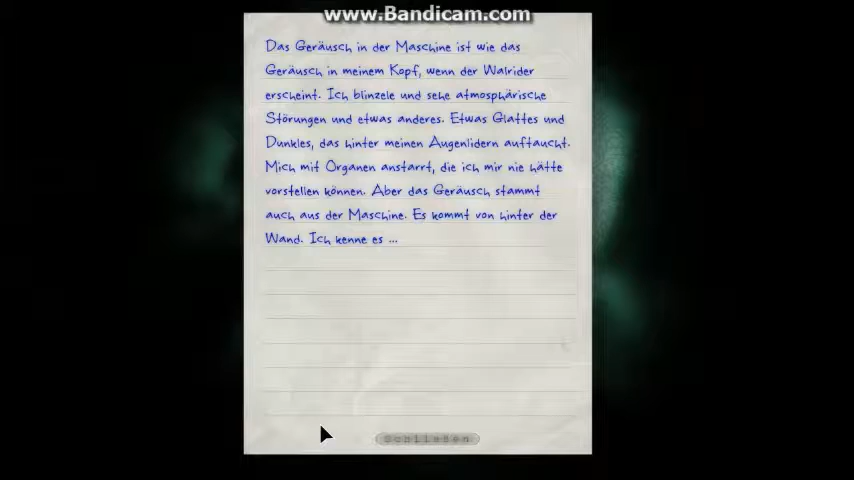 www.Bandicam.com
Das Geräusch in der Maschine ist wie das
Geräusch in meinem Kopf, wenn der Walrider
erscheint. Ich blinzele und sehe atmosphärische
Störungen und etwas anderes. Etwas Glattes und
Dunkles, das hinter meinen Augenlidern auftaucht.
Mich mit Organen anstarrt, die ich mir nie hätte
vorstellen können. Aber das Geräusch stammt
auch aus der Maschine. Es kommt von hinter der
Wand. Ich kenne es ...
Schließen